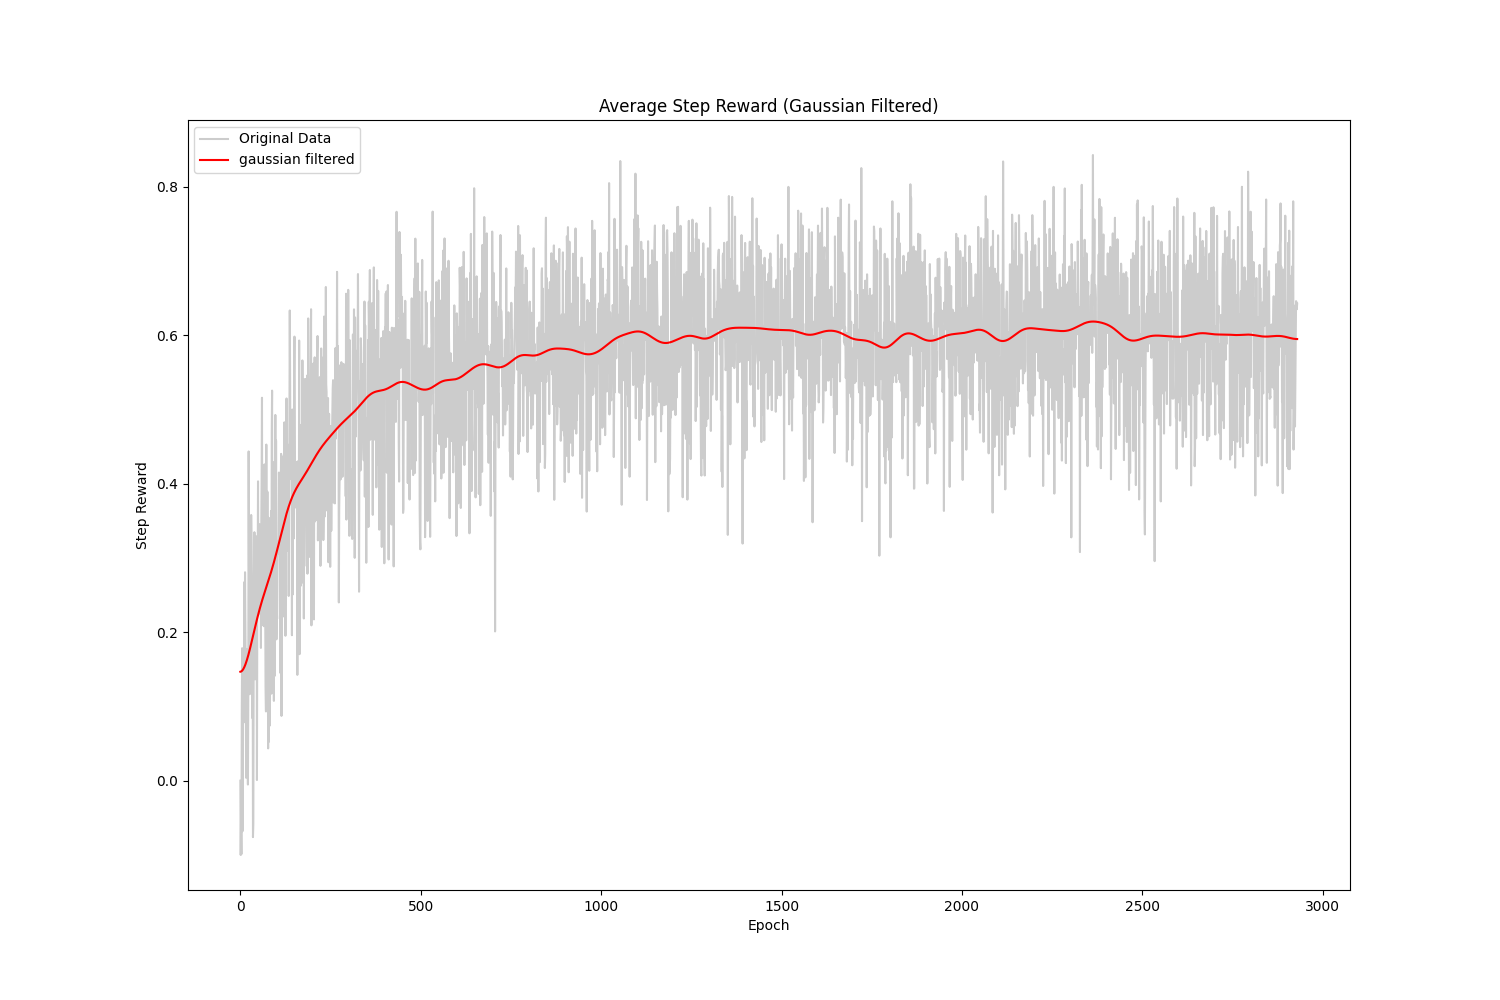 Average Step Reward (Gaussian Filtered)
Original Data
gaussian filtered
0.8
0.6
0.4
0.2
0.0
Step Reward
0 500 1000 1500 2000 2500 3000
Epoch